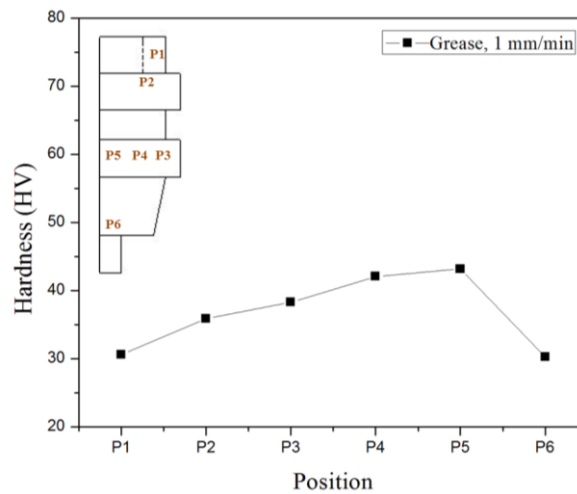 80
70
60
50
40
30
20
Hardness (HV)
Grease, 1 mm/min
P1
P2
P5 P4 P3
P6
P1 P2 P3 P4 P5 P6
Position